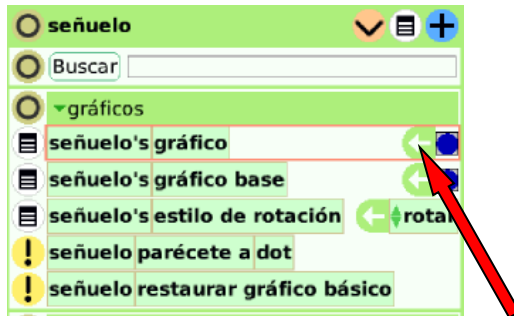 señuelo
Buscar
gráficos
señuelo's gráfico
señuelo's gráfico base
señuelo's estilo de rotación rotar
señuelo parécete a dot
señuelo restaurar gráfico básico